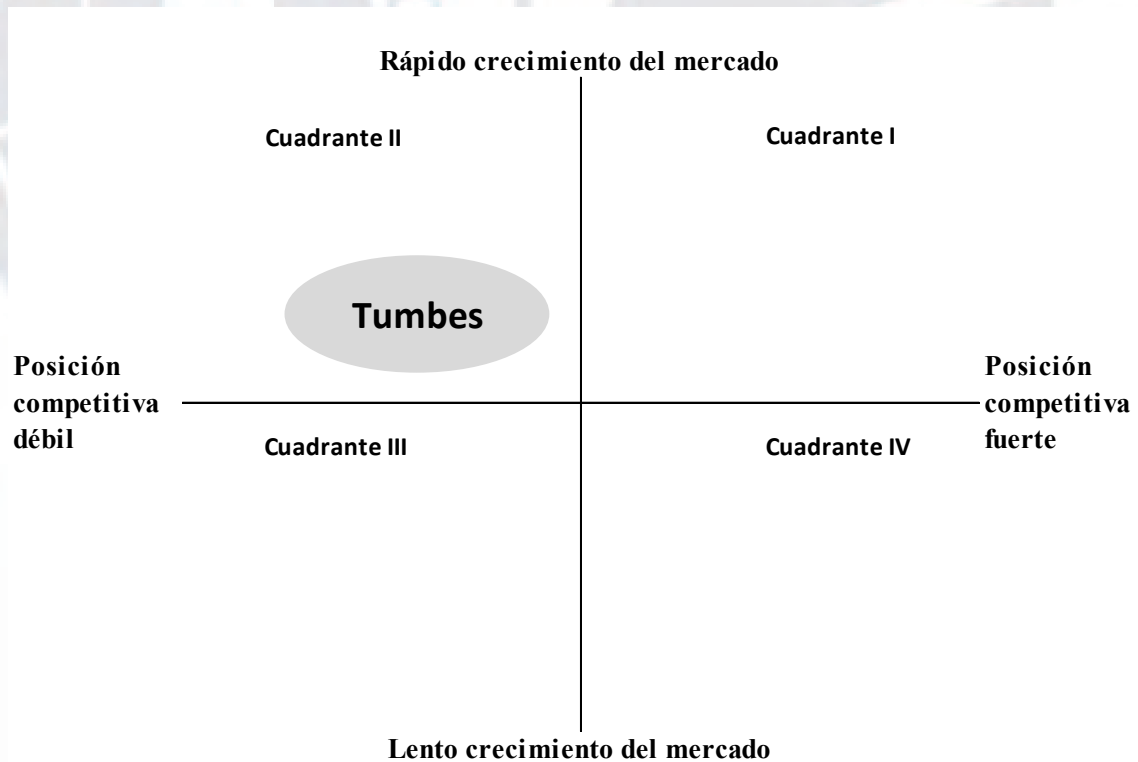 Rápido crecimiento del mercado
Cuadrante II
Cuadrante I
Tumbes
Posición
competitiva
débil
Posición
competitiva
fuerte
Cuadrante III
Cuadrante IV
Lento crecimiento del mercado